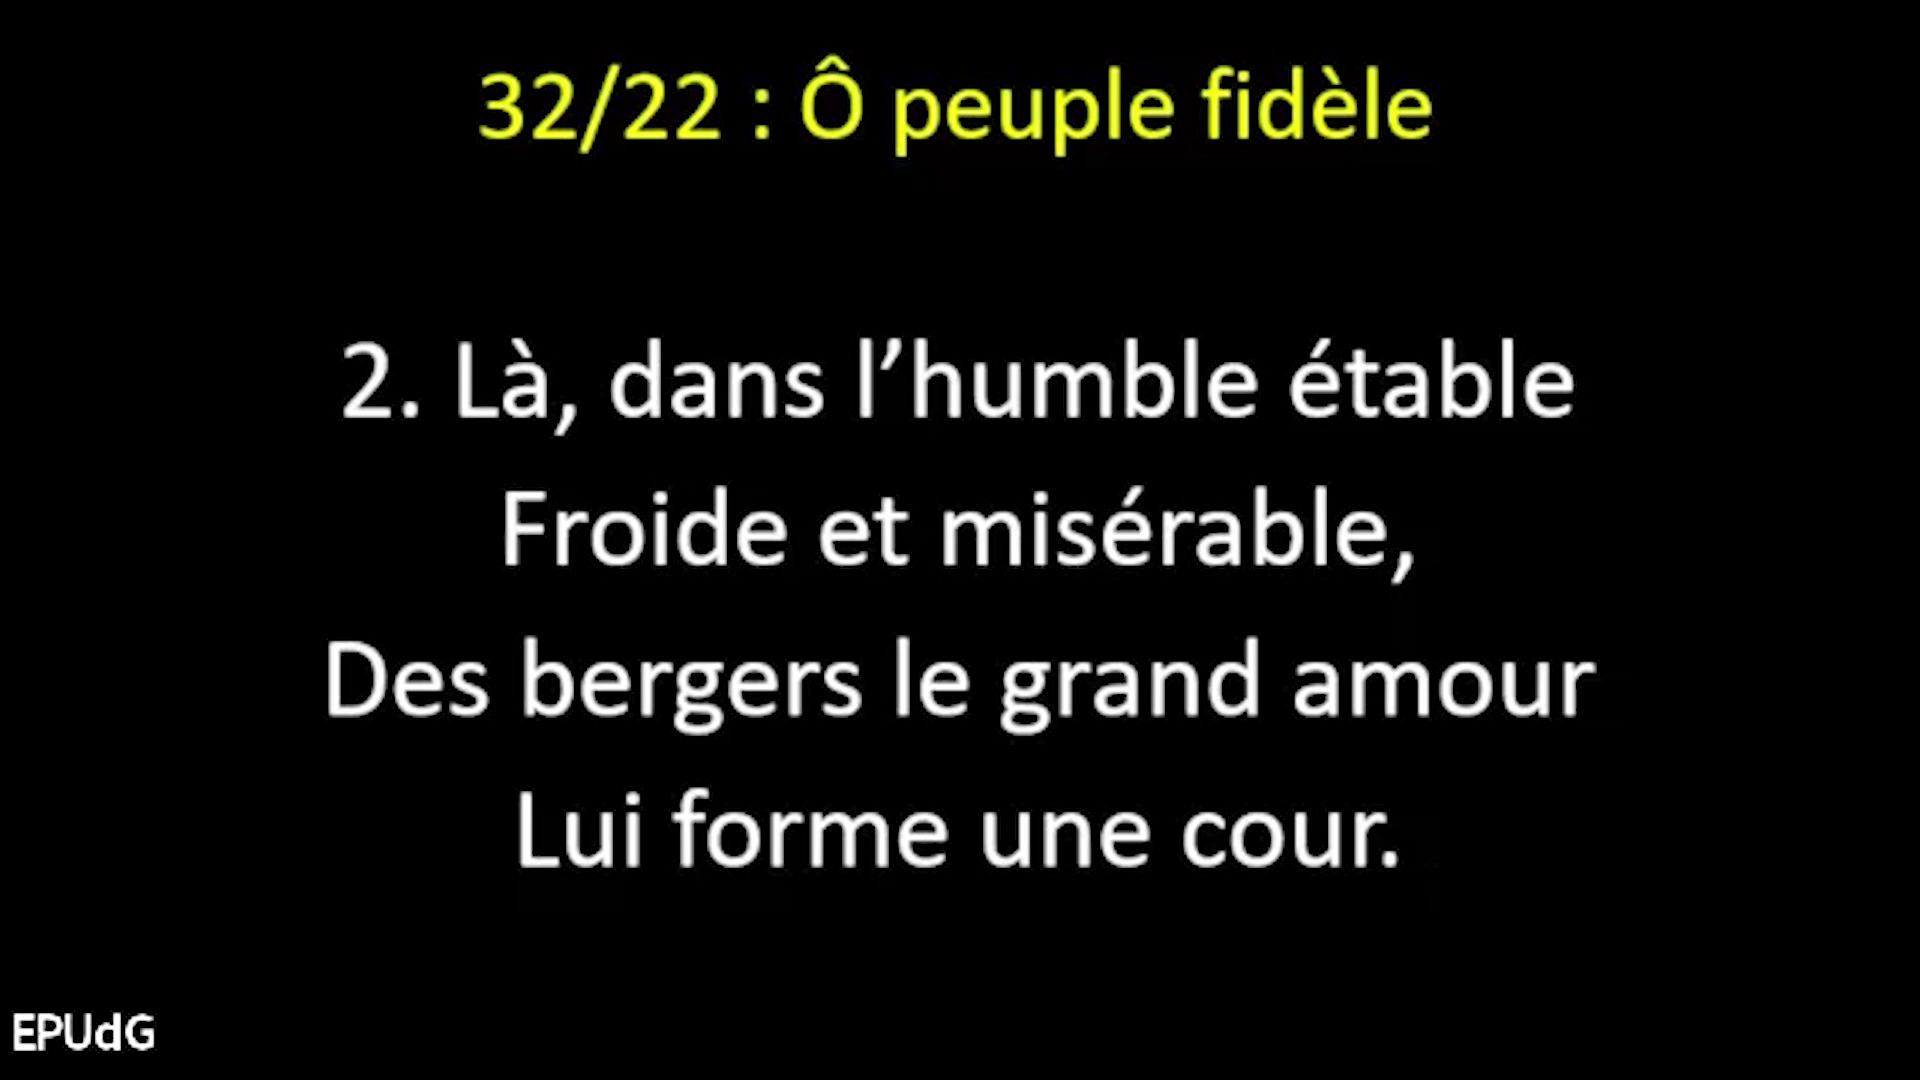 32/22 : Ô peuple fidèle
2. Là, dans l’humble étable
Froide et misérable,
Des bergers le grand amour
Lui forme une cour.
EPUdG